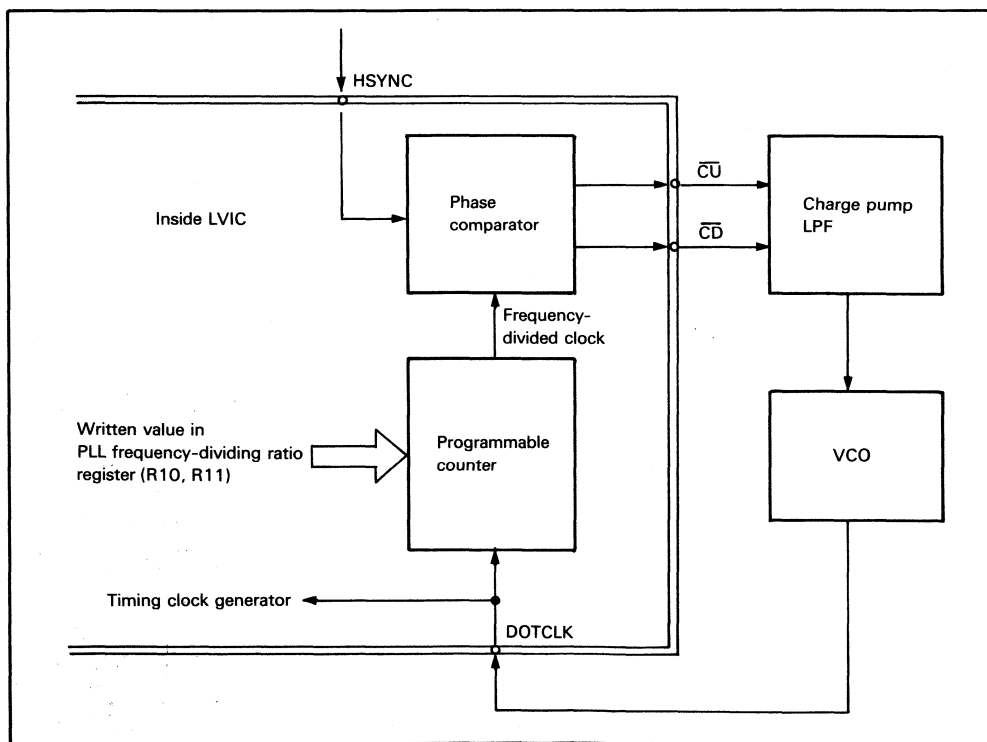 HSYNC
Phase
comparator
CU
CD
Charge pump
LPF
Inside LVIC
Frequency-
divided clock
Written value in
PLL frequency-dividing ratio
register (R10, R11)
Programmable
counter
VCO
Timing clock generator
DOTCLK